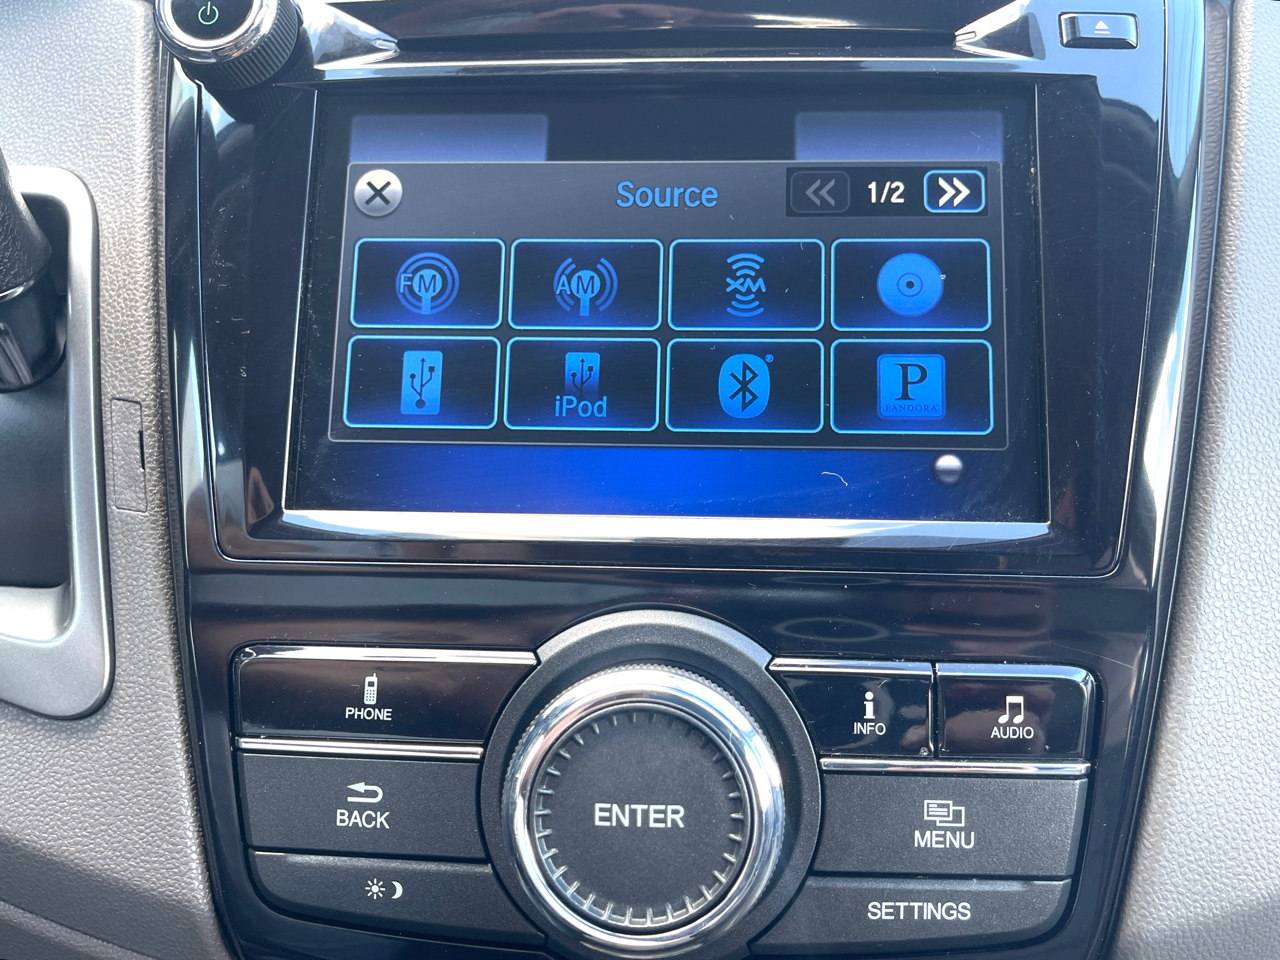 Source
1/2
FM
AM
XM
iPod
®
P
PANDORA
PHONE
INFO
AUDIO
BACK
ENTER
MENU
SETTINGS